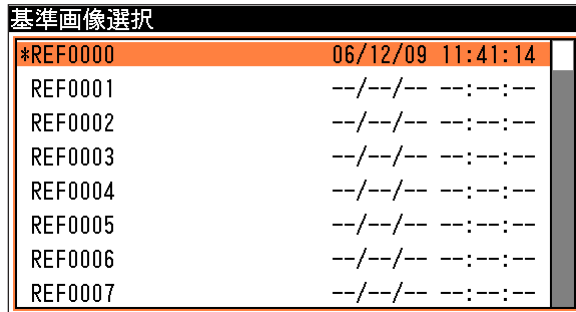 基準画像選択
*REF0000 06/12/09 11:41:14
REF0001 --/--/-- --:--:--
REF0002 --/--/-- --:--:--
REF0003 --/--/-- --:--:--
REF0004 --/--/-- --:--:--
REF0005 --/--/-- --:--:--
REF0006 --/--/-- --:--:--
REF0007 --/--/-- --:--:--